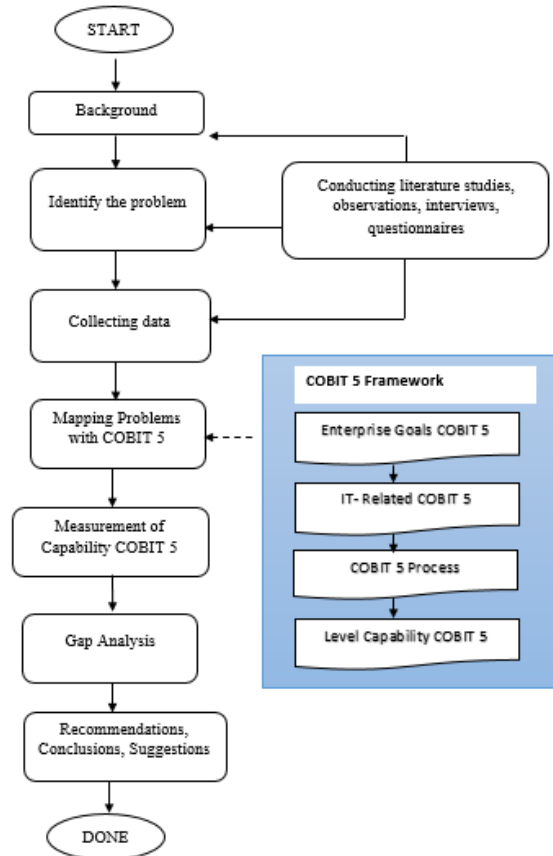 START
Background
Identify the problem
Conducting literature studies,
observations, interviews,
questionnaires
Collecting data
COBIT 5 Framework
Mapping Problems
with COBIT 5
Enterprise Goals COBIT 5
IT- Related COBIT 5
Measurement of
Capability COBIT 5
COBIT 5 Process
Level Capability COBIT 5
Gap Analysis
Recommendations,
Conclusions, Suggestions
DONE